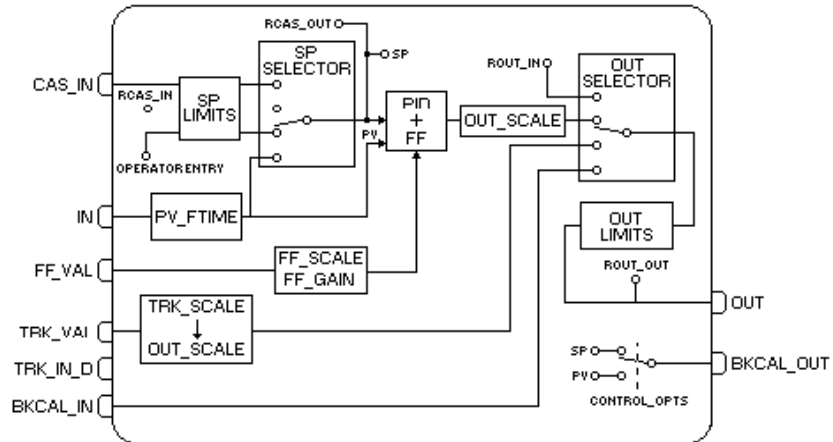 RCAS_OUT
SP
SELECTOR
SP
ROUT_IN
OUT
SELECTOR
CAS_IN
RCAS_IN
SP
LIMITS
PID
+
FF
OUT_SCALE
PV
OPERATOR ENTRY
IN
PV_FTIME
OUT
LIMITS
FF_VAL
FF_SCALE
FF_GAIN
ROUT_OUT
TRK_VAL
TRK_SCALE
OUT_SCALE
OUT
TRK_IN_D
SP
PV
BKCAL_OUT
BKCAL_IN
CONTROL_OPTS